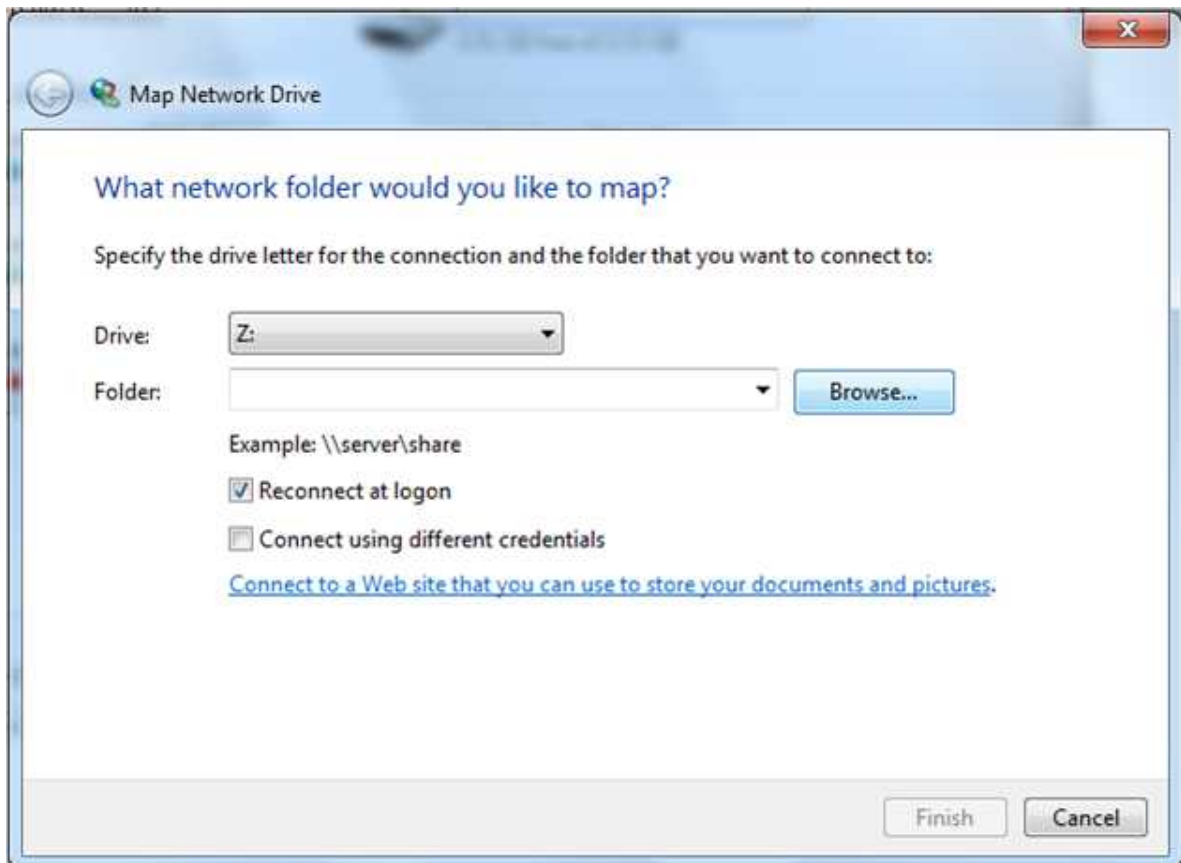 x
Map Network Drive
What network folder would you like to map?
Specify the drive letter for the connection and the folder that you want to connect to:
Drive: Z:
Folder: Browse...
Example: \\server\share
Reconnect at logon
Connect using different credentials
Connect to a Web site that you can use to store your documents and pictures.
Finish Cancel